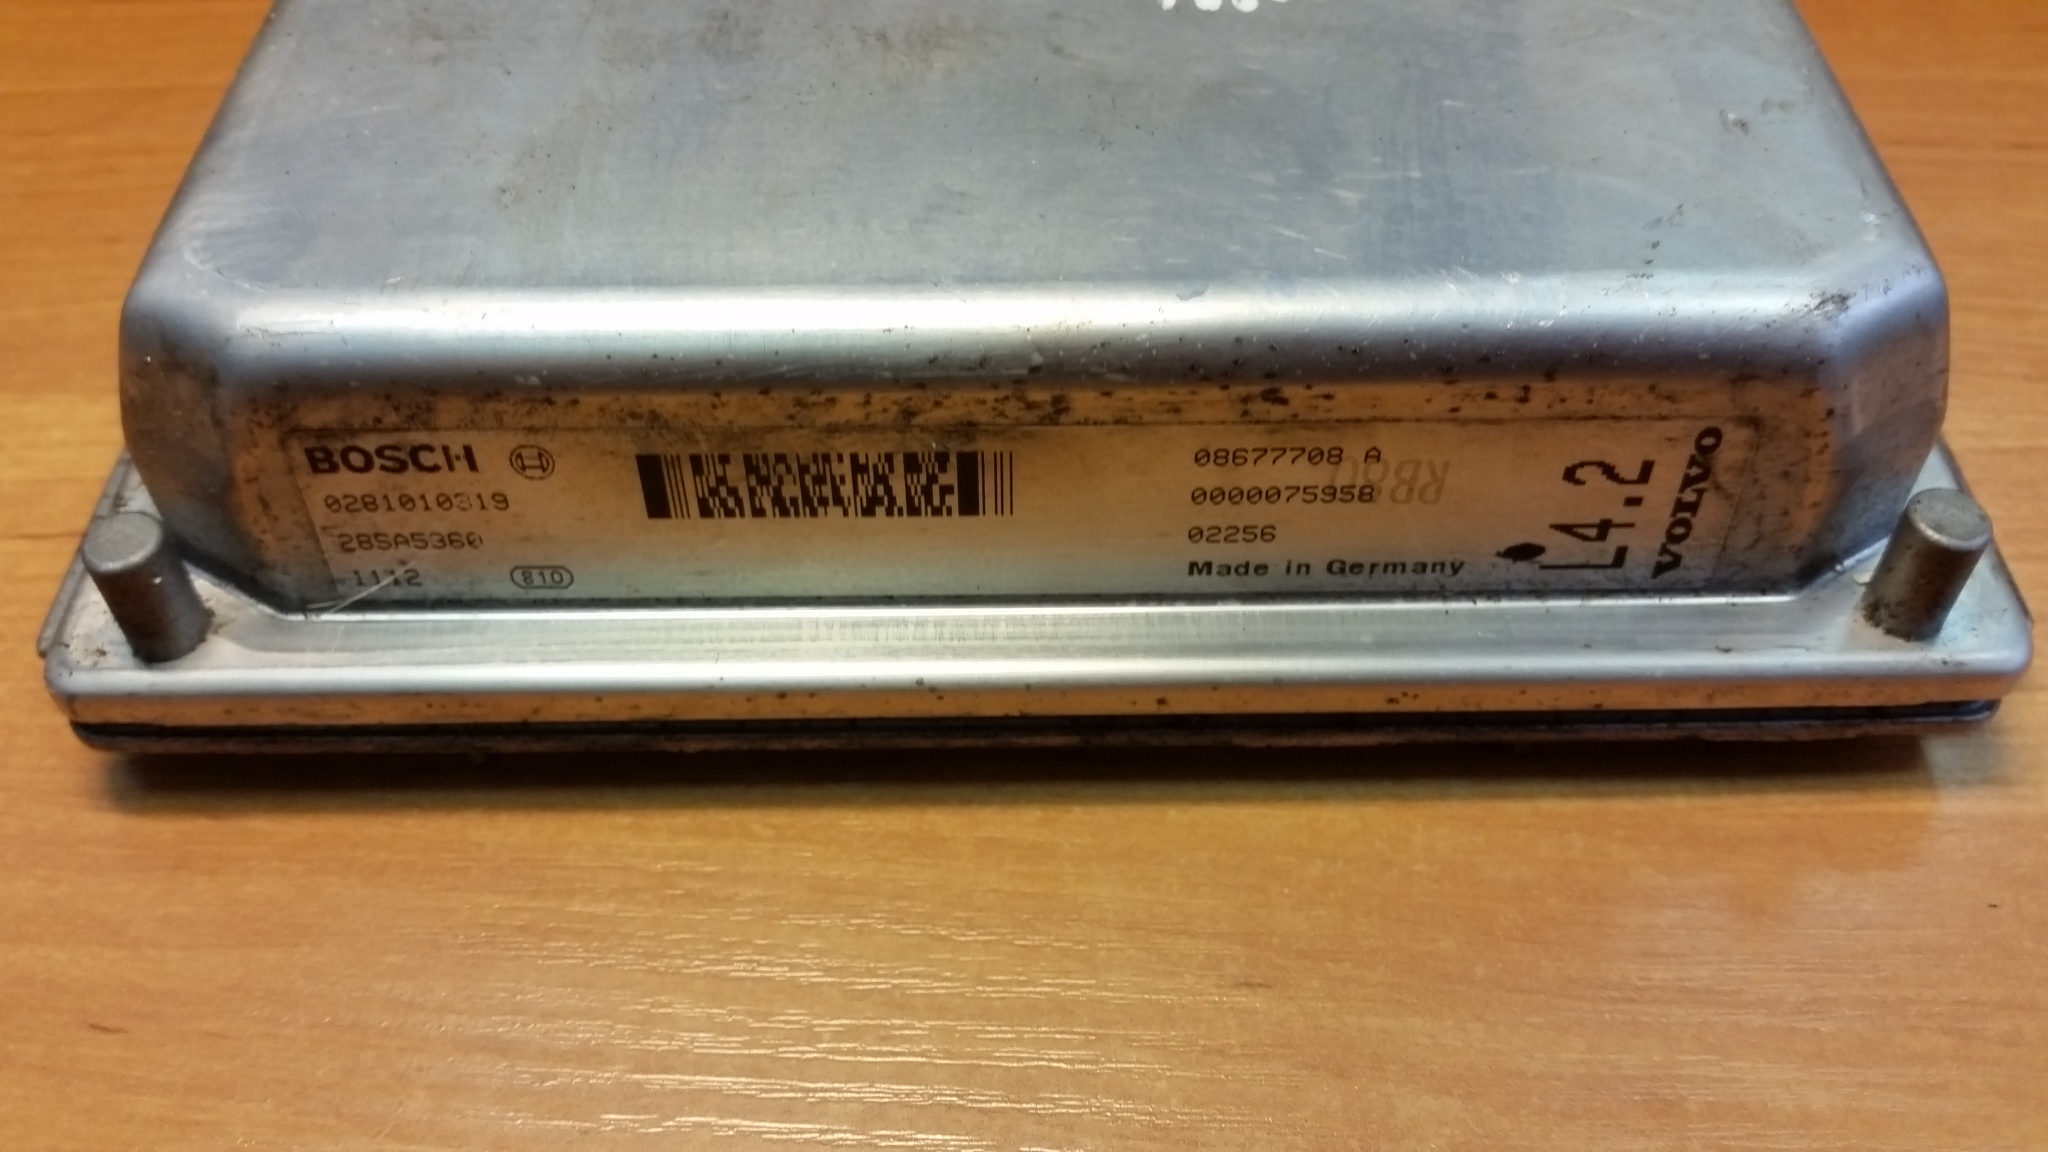 BOSCH
0281010319
28SA5360
1112
810
08677708 A
0000075958
02256
Made in Germany
L4.2
VOLVO